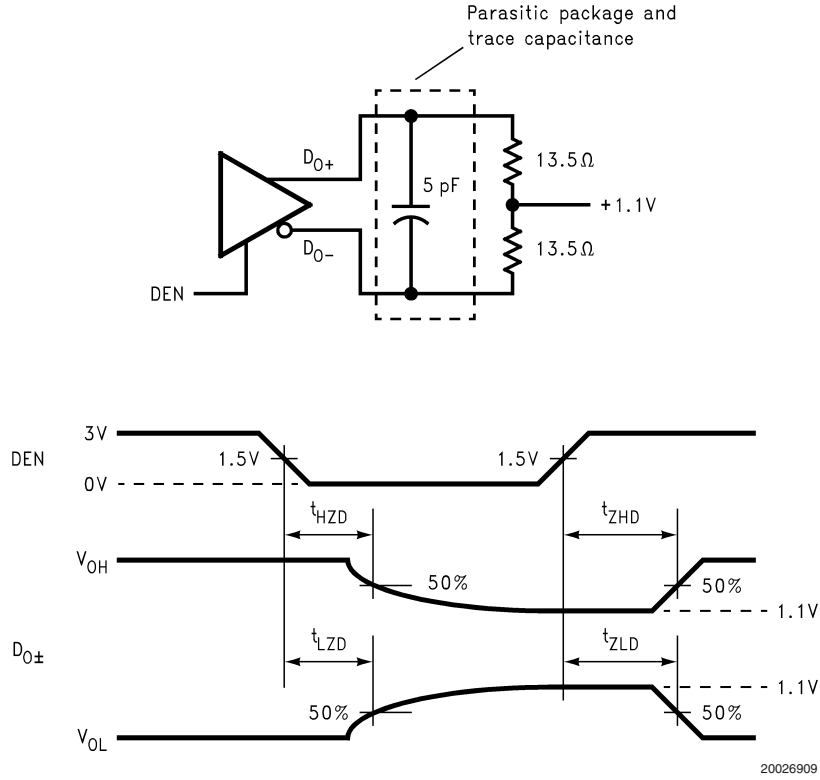 Parasitic package and
trace capacitance
DO+
13.5Ω
5 pF
+1.1V
DO−
13.5Ω
DEN
3V
DEN
1.5V
1.5V
0V
tHZD
tZHD
VOH
50%
50%
1.1V
tLZD
tZLD
DO±
1.1V
50%
50%
VOL
20026909